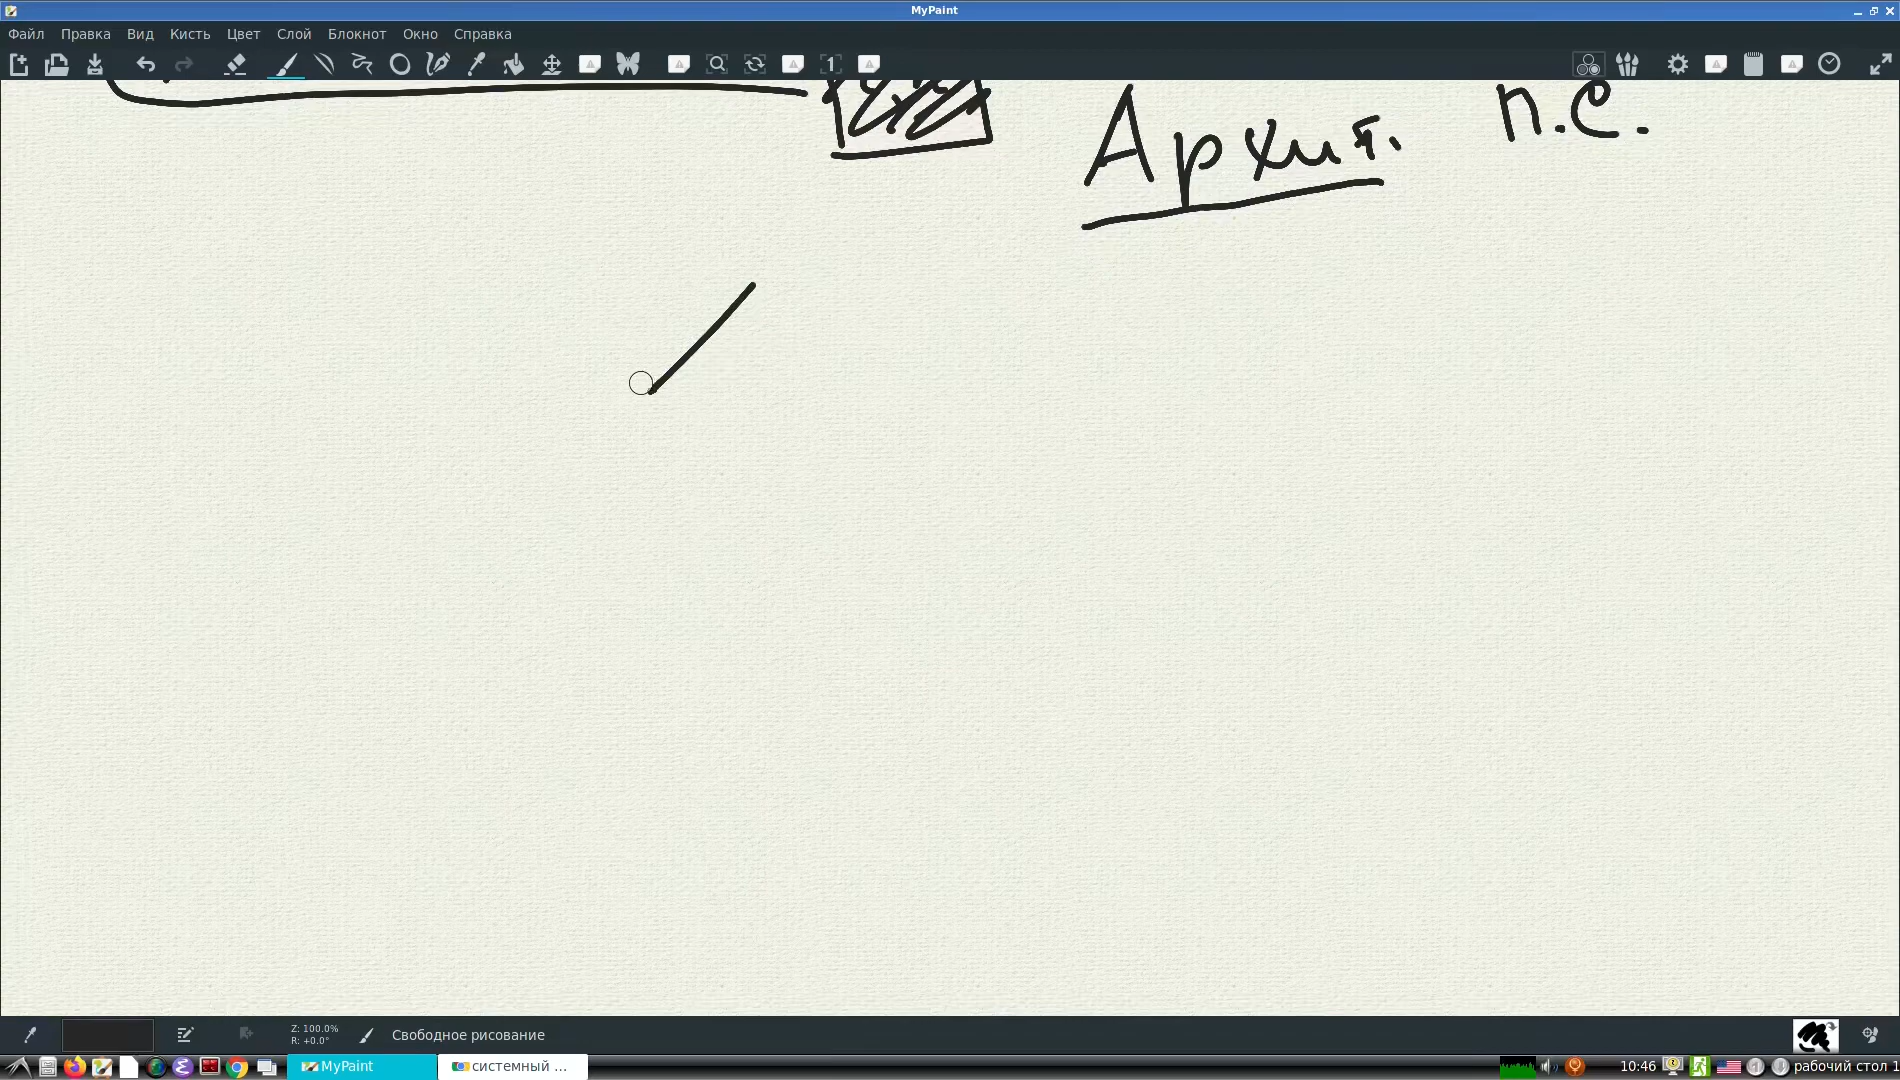 MyPaint
Файл Правка Вид Кисть Цвет Слой Блокнот Окно Справка
1
Архит. п.с.
Z: 100.0%
R: +0.0°
Свободное рисование
MyPaint системный ... 10:46 рабочий стол 1